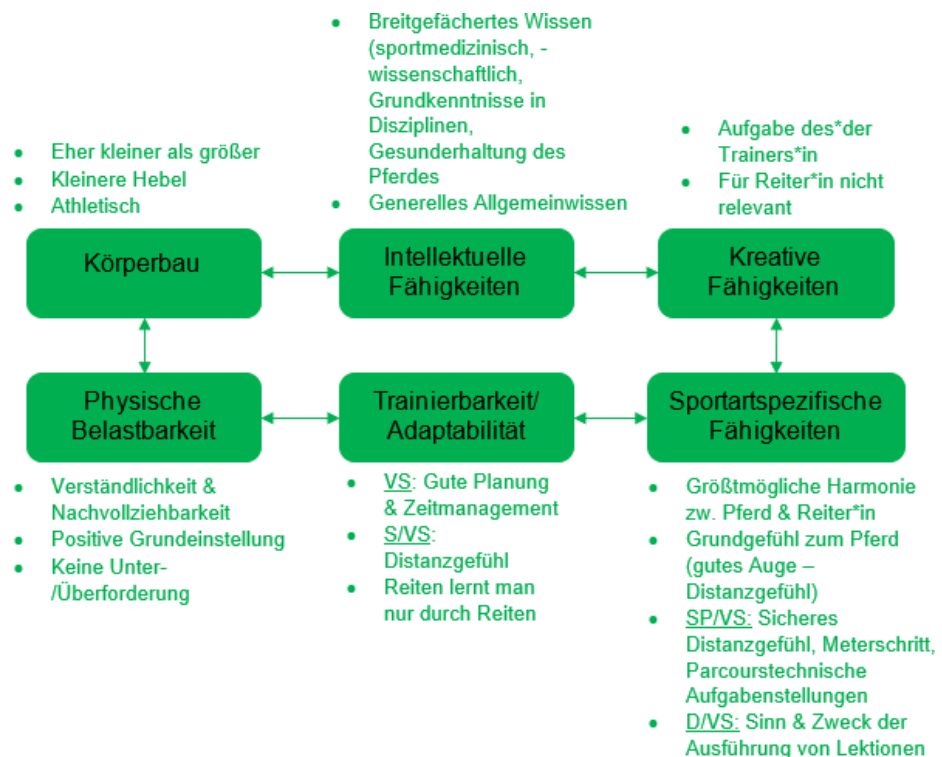 • Breitgefächertes Wissen
(sportmedizinisch, -
wissenschaftlich,
Grundkenntnisse in
Disziplinen,
Gesunderhaltung des
Pferdes
• Generelles Allgemeinwissen
• Eher kleiner als größer
• Kleinere Hebel
• Athletisch
• Aufgabe des*der
Trainers*in
• Für Reiter*in nicht
relevant
Körperbau
Intellektuelle
Fähigkeiten
Kreative
Fähigkeiten
Physische
Belastbarkeit
Trainierbarkeit/
Adaptabilität
Sportartspezifische
Fähigkeiten
• Verständlichkeit &
Nachvollziehbarkeit
• Positive Grundeinstellung
• Keine Unter-
/Überforderung
• VS: Gute Planung
& Zeitmanagement
• S/VS:
Distanzgefühl
• Reiten lernt man
nur durch Reiten
• Größtmögliche Harmonie
zw. Pferd & Reiter*in
• Grundgefühl zum Pferd
(gutes Auge –
Distanzgefühl)
• SP/VS: Sicheres
Distanzgefühl, Meterschritt,
Parcourstechnische
Aufgabenstellungen
• D/VS: Sinn & Zweck der
Ausführung von Lektionen